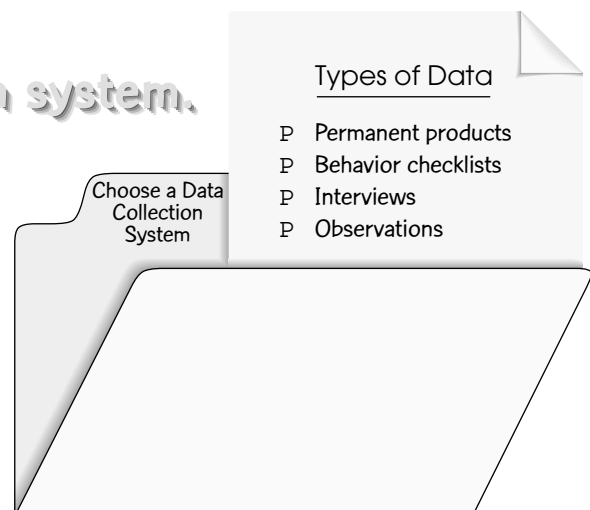 system.
Types of Data
P Permanent products
P Behavior checklists
P Interviews
P Observations
Choose a Data
Collection
System